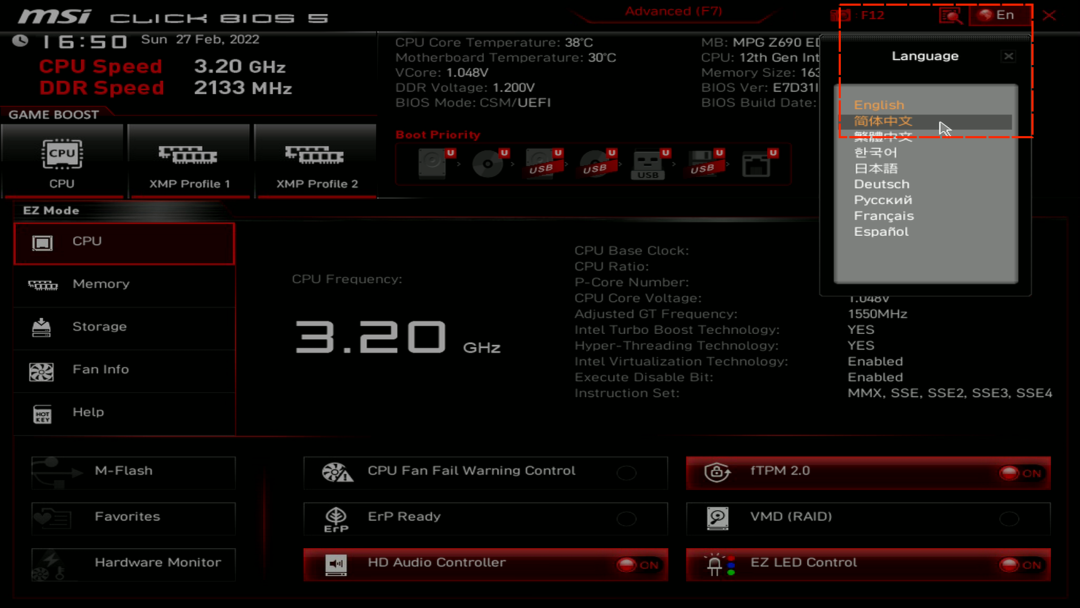 msi CLICK BIOS 5
Advanced (F7)
F12
En
16:50 Sun 27 Feb, 2022
CPU Speed 3.20 GHz
DDR Speed 2133 MHz
CPU Core Temperature: 38°C
Motherboard Temperature: 30°C
VCore: 1.048V
DDR Voltage: 1.200V
BIOS Mode: CSM/UEFI
MB: MPG Z690
CPU: 12th Gen
Memory Size:
BIOS Ver:
BIOS Build Date:
Language
English
简体中文
繁體中文
한국어
日本語
Deutsch
Русский
Français
Español
GAME BOOST
CPU
CPU
XMP Profile 1
XMP Profile 2
Boot Priority
U
U
U
U
U
U
U
USB
USB
USB
USB
EZ Mode
CPU
Memory
Storage
Fan Info
HOT KEY
Help
CPU Frequency:
3.20 GHz
CPU Base Clock:
CPU Ratio:
P-Core Number:
CPU Core Voltage: 1.048V
Adjusted GT Frequency: 1550MHz
Intel Turbo Boost Technology: YES
Hyper-Threading Technology: YES
Intel Virtualization Technology: Enabled
Execute Disable Bit: Enabled
Instruction Set: MMX, SSE, SSE2, SSE3, SSE4
M-Flash
Favorites
Hardware Monitor
CPU Fan Fail Warning Control
ErP
ErP Ready
HD Audio Controller ON
fTPM 2.0 ON
VMD (RAID)
EZ LED Control ON